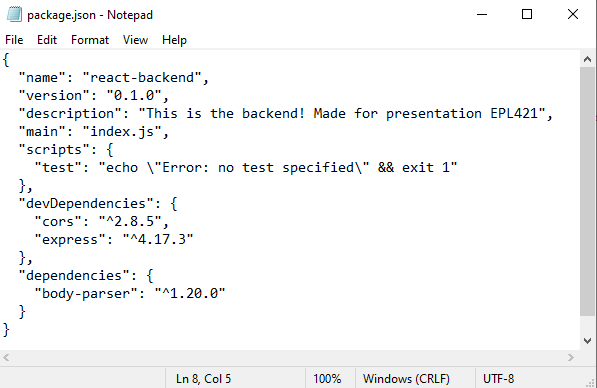 package.json - Notepad
File Edit Format View Help
{
  "name": "react-backend",
  "version": "0.1.0",
  "description": "This is the backend! Made for presentation EPL421",
  "main": "index.js",
  "scripts": {
    "test": "echo \"Error: no test specified\" && exit 1"
  },
  "devDependencies": {
    "cors": "^2.8.5",
    "express": "^4.17.3"
  },
  "dependencies": {
    "body-parser": "^1.20.0"
  }
}
Ln 8, Col 5 100% Windows (CRLF) UTF-8